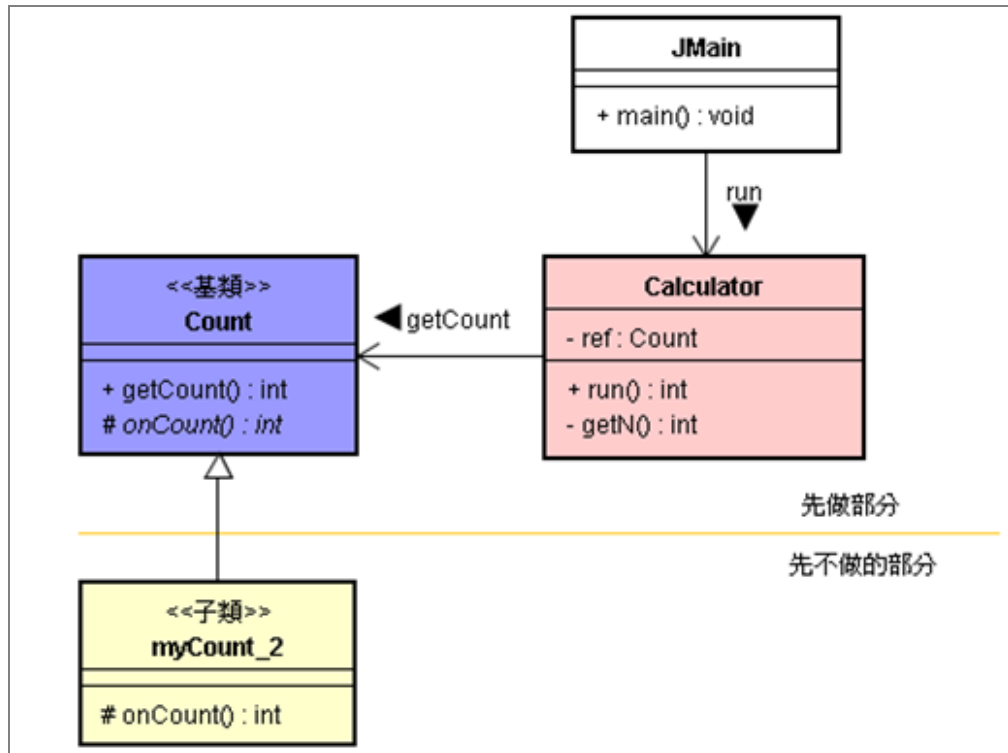 JMain
+ main() : void
run
<<基類>>
Count
+ getCount() : int
# onCount() : int
getCount
Calculator
- ref : Count
+ run() : int
- getN() : int
先做部分
先不做的部分
<<子類>>
myCount_2
# onCount() : int